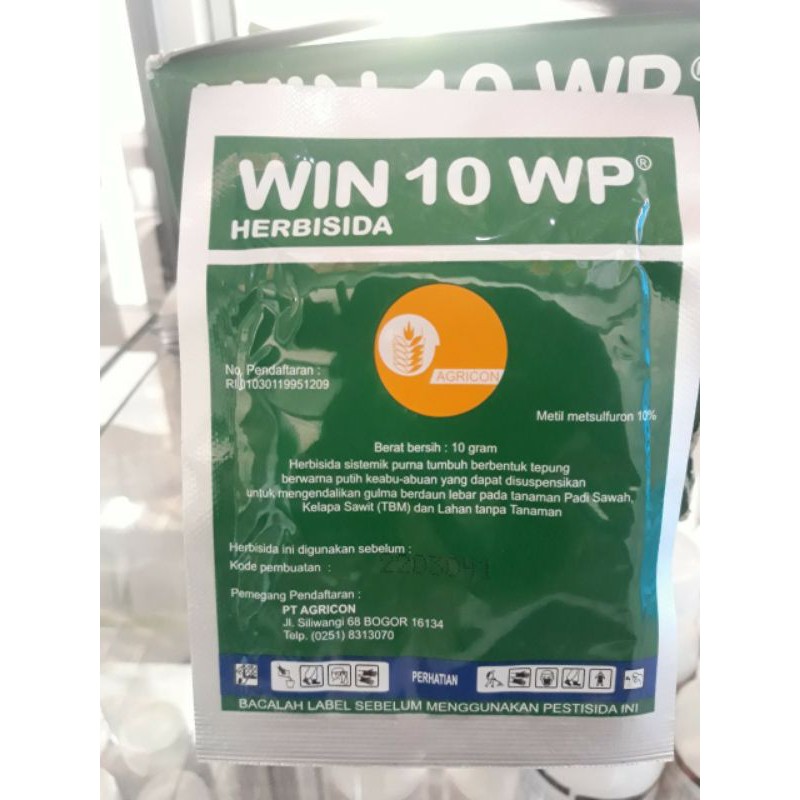 WIN 10 WP®
WIN 10 WP®
HERBISIDA
AGRICON
No. Pendaftaran :
RI. 01030119951209
Metil metsulfuron 10%
Berat bersih : 10 gram
Herbisida sistemik purna tumbuh berbentuk tepung
berwarna putih keabu-abuan yang dapat disuspensikan
untuk mengendalikan gulma berdaun lebar pada tanaman Padi Sawah,
Kelapa Sawit (TBM) dan Lahan tanpa Tanaman
Herbisida ini digunakan sebelum :
Kode pembuatan :
Pemegang Pendaftaran :
PT AGRICON
Jl. Siliwangi 68 BOGOR 16134
Telp. (0251) 8313070
PERHATIAN
BACALAH LABEL SEBELUM MENGGUNAKAN PESTISIDA INI